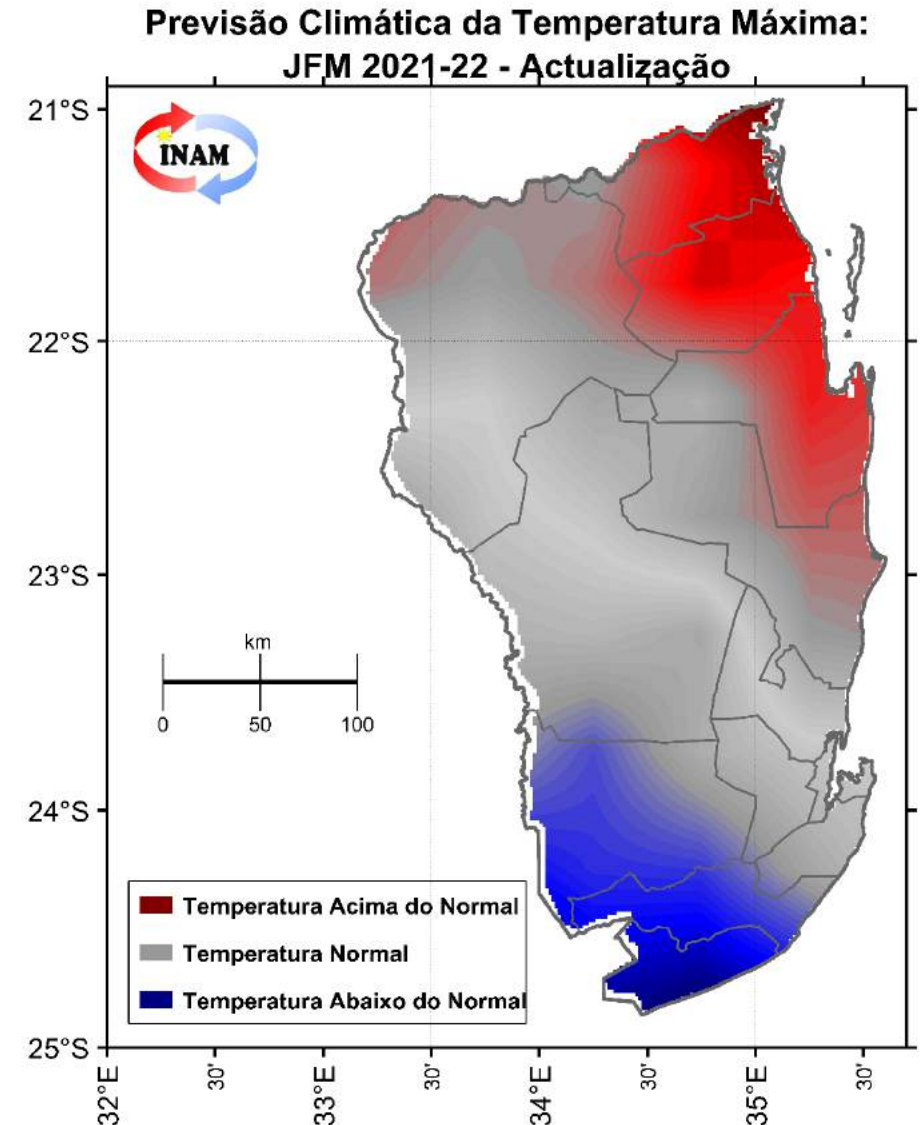 Previsão Climática da Temperatura Máxima:
JFM 2021-22 - Actualização
INAM
21°S
22°S
23°S
24°S
25°S
km
0 50 100
Temperatura Acima do Normal
Temperatura Normal
Temperatura Abaixo do Normal
32°E 30' 33°E 30' 34°E 30' 35°E 30'